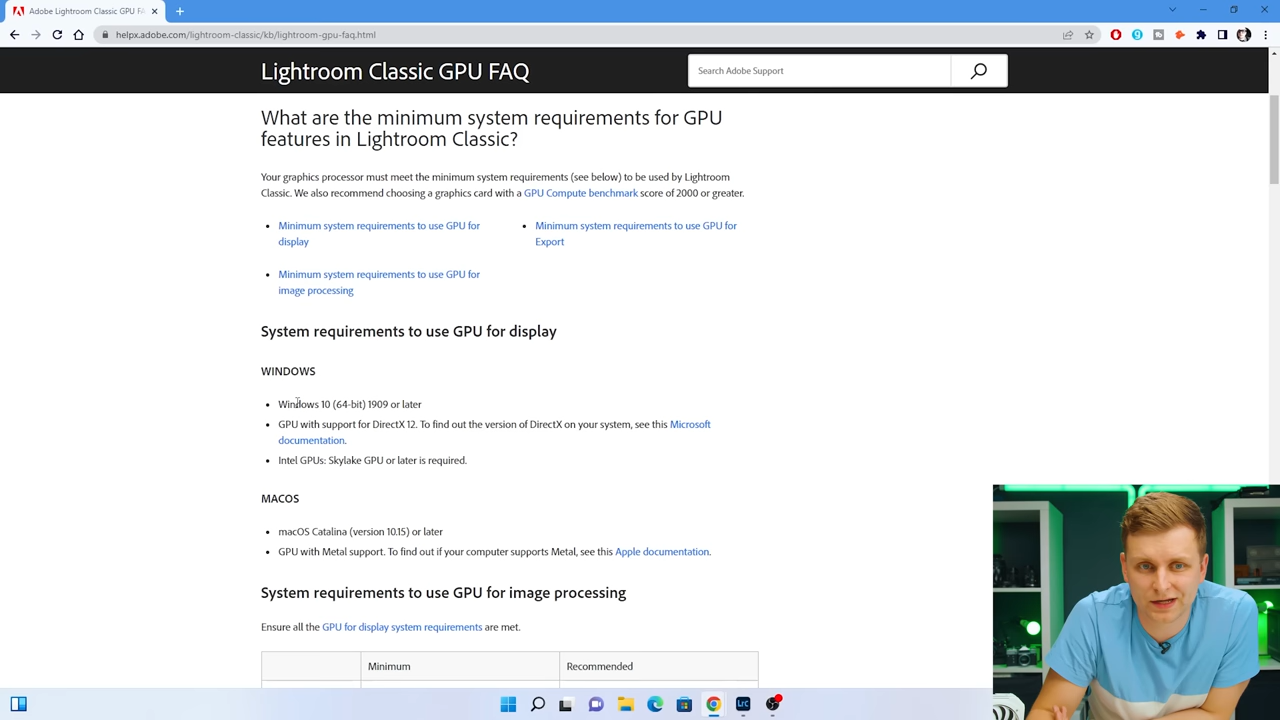 Adobe Lightroom Classic GPU FA
helpx.adobe.com/lightroom-classic/kb/lightroom-gpu-faq.html
Lightroom Classic GPU FAQ
Search Adobe Support
What are the minimum system requirements for GPU
features in Lightroom Classic?
Your graphics processor must meet the minimum system requirements (see below) to be used by Lightroom
Classic. We also recommend choosing a graphics card with a GPU Compute benchmark score of 2000 or greater.
• Minimum system requirements to use GPU for
display
• Minimum system requirements to use GPU for
Export
• Minimum system requirements to use GPU for
image processing
System requirements to use GPU for display
WINDOWS
• Windows 10 (64-bit) 1909 or later
• GPU with support for DirectX 12. To find out the version of DirectX on your system, see this Microsoft
documentation.
• Intel GPUs: Skylake GPU or later is required.
MACOS
• macOS Catalina (version 10.15) or later
• GPU with Metal support. To find out if your computer supports Metal, see this Apple documentation.
System requirements to use GPU for image processing
Ensure all the GPU for display system requirements are met.
Minimum
Recommended
LrC